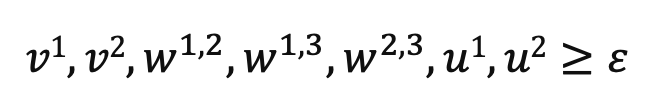 v¹, v², w¹,², w¹,³, w²,³, u¹, u² ≥ ε